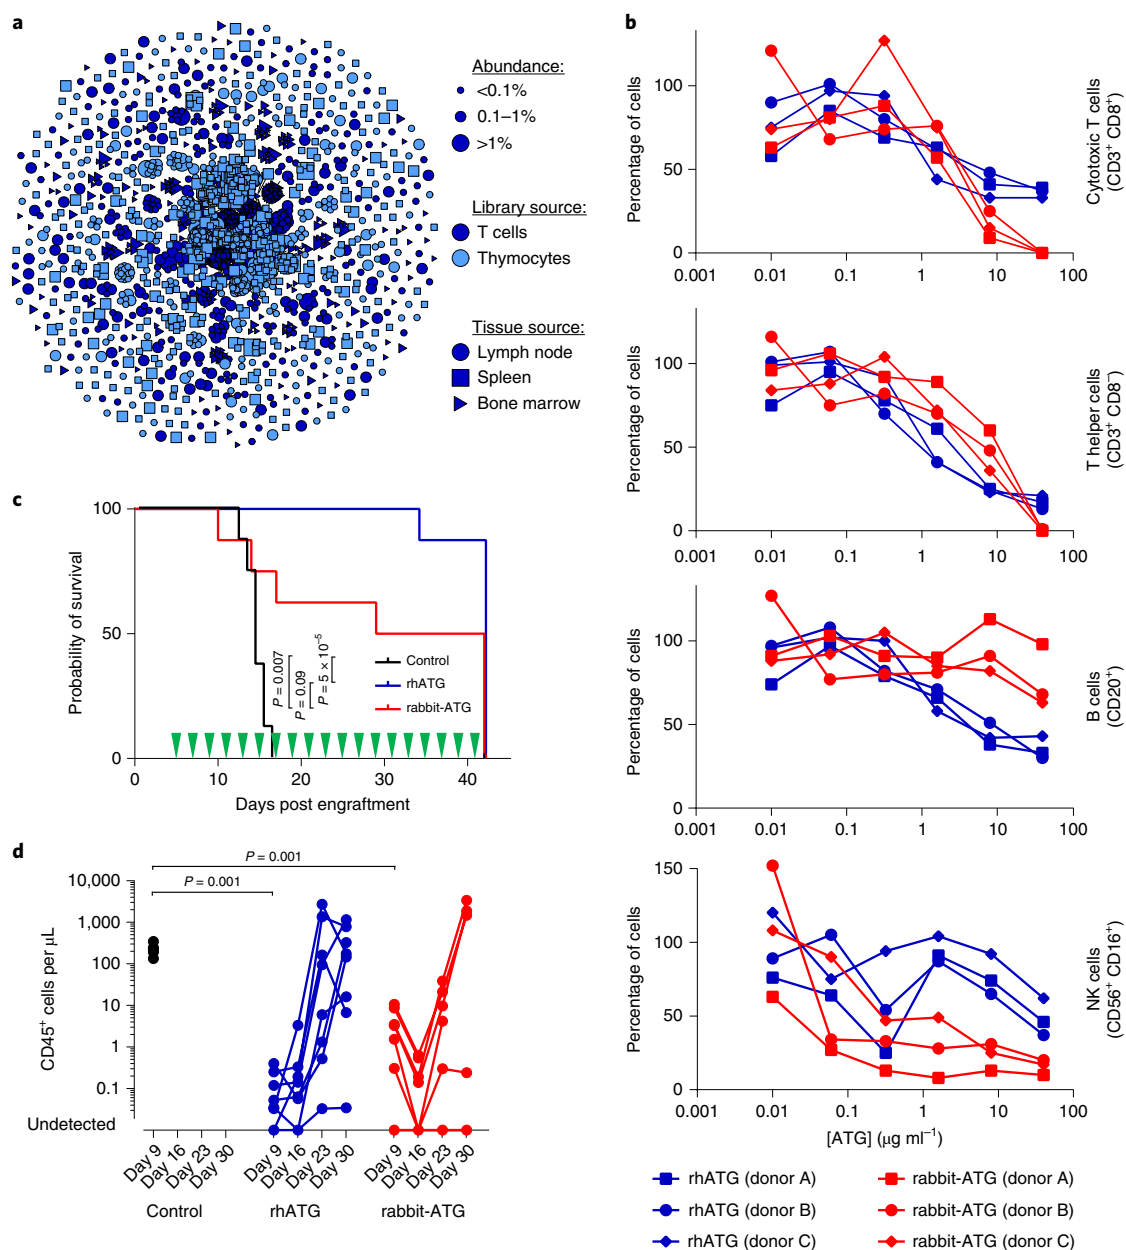 a
Abundance:
<0.1%
0.1–1%
>1%
Library source:
T cells
Thymocytes
Tissue source:
Lymph node
Spleen
Bone marrow
b
100
50
0
0.001
0.01
0.1
1
10
100
Percentage of cells
Cytotoxic T cells
(CD3⁺ CD8⁺)
100
50
0
0.001
0.01
0.1
1
10
100
Percentage of cells
T helper cells
(CD3⁺ CD8⁻)
100
50
0
0.001
0.01
0.1
1
10
100
Percentage of cells
B cells
(CD20⁺)
150
100
50
0
0.001
0.01
0.1
1
10
100
Percentage of cells
NK cells
(CD56⁺ CD16⁺)
[ATG] (μg ml⁻¹)
rhATG (donor A)
rhATG (donor B)
rhATG (donor C)
rabbit-ATG (donor A)
rabbit-ATG (donor B)
rabbit-ATG (donor C)
c
100
50
0
Probability of survival
P = 0.007
P = 0.09
P = 5 × 10⁻⁵
Control
rhATG
rabbit-ATG
0
10
20
30
40
Days post engraftment
d
P = 0.001
P = 0.001
10,000
1,000
100
10
1
0.1
Undetected
CD45⁺ cells per μL
Day 9
Day 16
Day 23
Day 30
Day 9
Day 16
Day 23
Day 30
Day 9
Day 16
Day 23
Day 30
Control
rhATG
rabbit-ATG